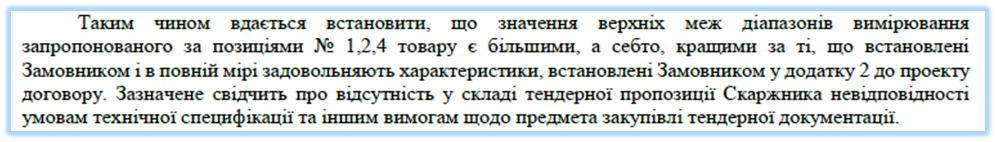 Таким чином вдається встановити, що значення верхніх меж діапазонів вимірювання
запропонованого за позиціями № 1,2,4 товару є більшими, а себто, кращими за ті, що встановлені
Замовником і в повній мірі задовольняють характеристики, встановлені Замовником у додатку 2 до проекту
договору. Зазначене свідчить про відсутність у складі тендерної пропозиції Скаржника невідповідності
умовам технічної специфікації та іншим вимогам щодо предмета закупівлі тендерної документації.